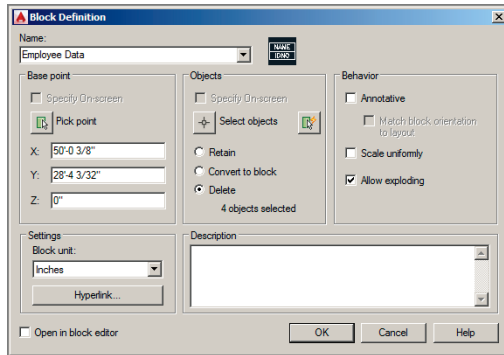 Block Definition
Name:
Employee Data
NAME
IDNO
Base point
Specify On-screen
Pick point
X: 50'-0 3/8"
Y: 28'-4 3/32"
Z: 0"
Objects
Specify On-screen
Select objects
Retain
Convert to block
Delete
4 objects selected
Behavior
Annotative
Match block orientation
to layout
Scale uniformly
Allow exploding
Settings
Block unit:
Inches
Hyperlink...
Description
Open in block editor
OK Cancel Help